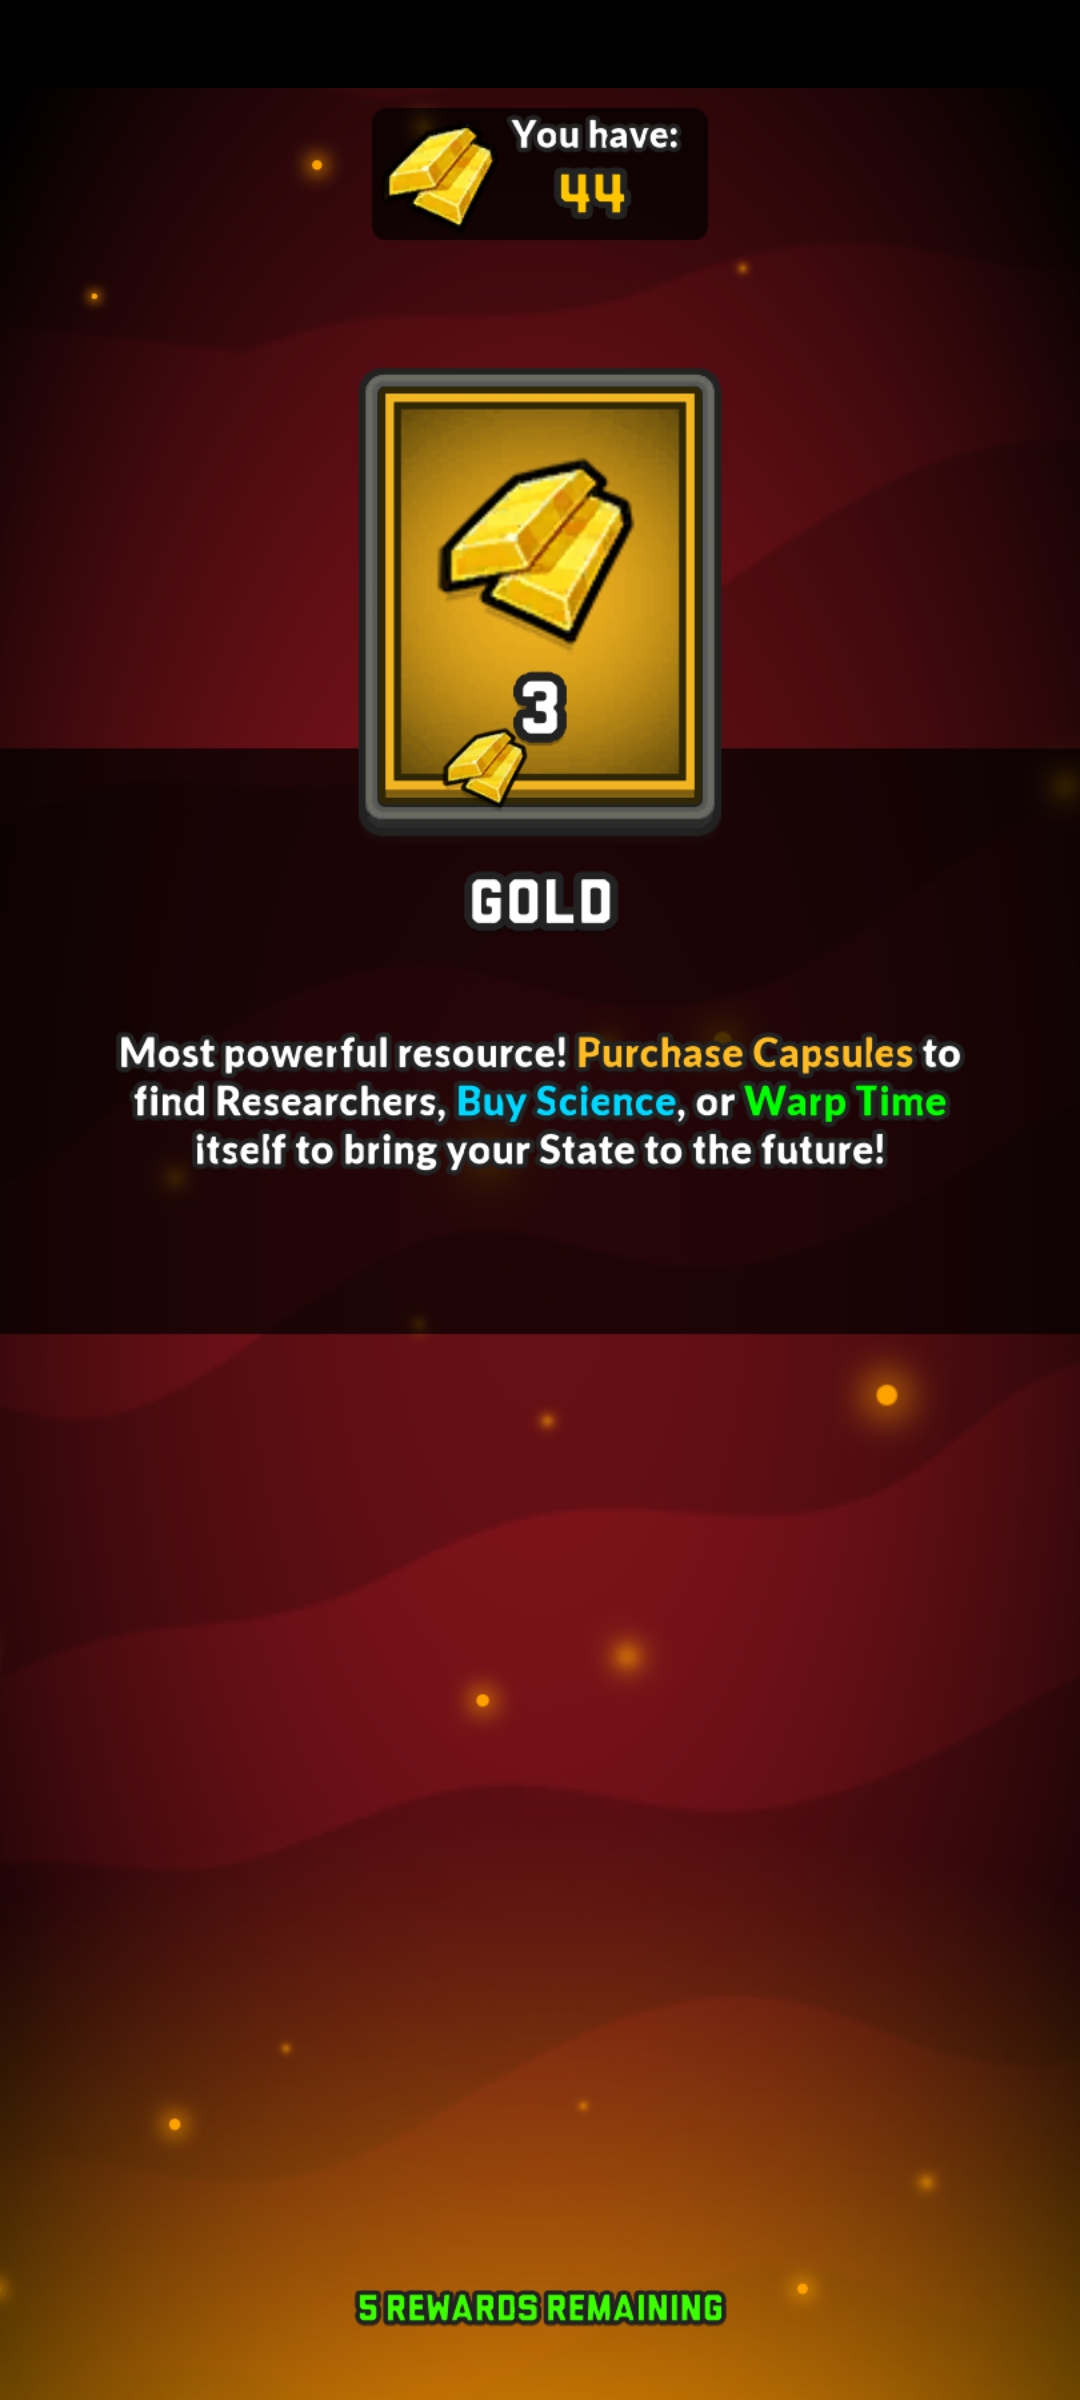 You have:
44
3
GOLD
Most powerful resource! Purchase Capsules to
find Researchers, Buy Science, or Warp Time
itself to bring your State to the future!
5 REWARDS REMAINING